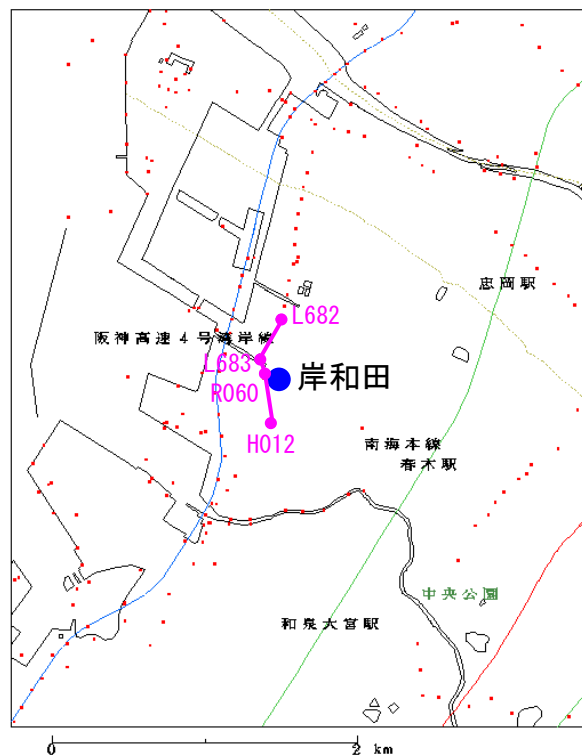 忠岡駅
L682
阪神高速4号湾岸線
L683
岸和田
R060
H012
南海本線
春木駅
中央公園
和泉大宮駅
0 2 km